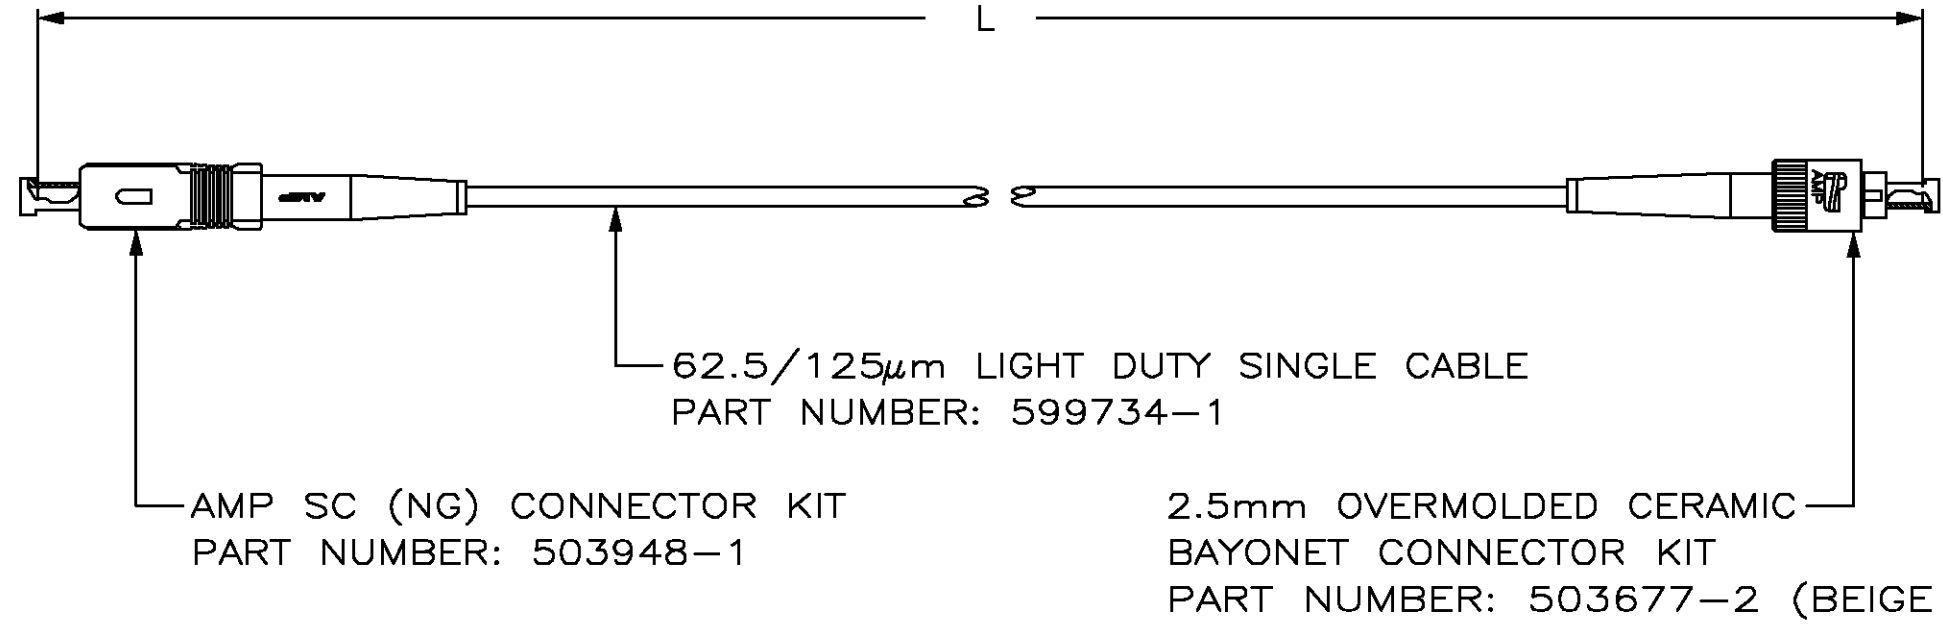 L
AMP
AMP
62.5/125μm LIGHT DUTY SINGLE CABLE
PART NUMBER: 599734-1
AMP SC (NG) CONNECTOR KIT
PART NUMBER: 503948-1
2.5mm OVERMOLDED CERAMIC
BAYONET CONNECTOR KIT
PART NUMBER: 503677-2 (BEIGE